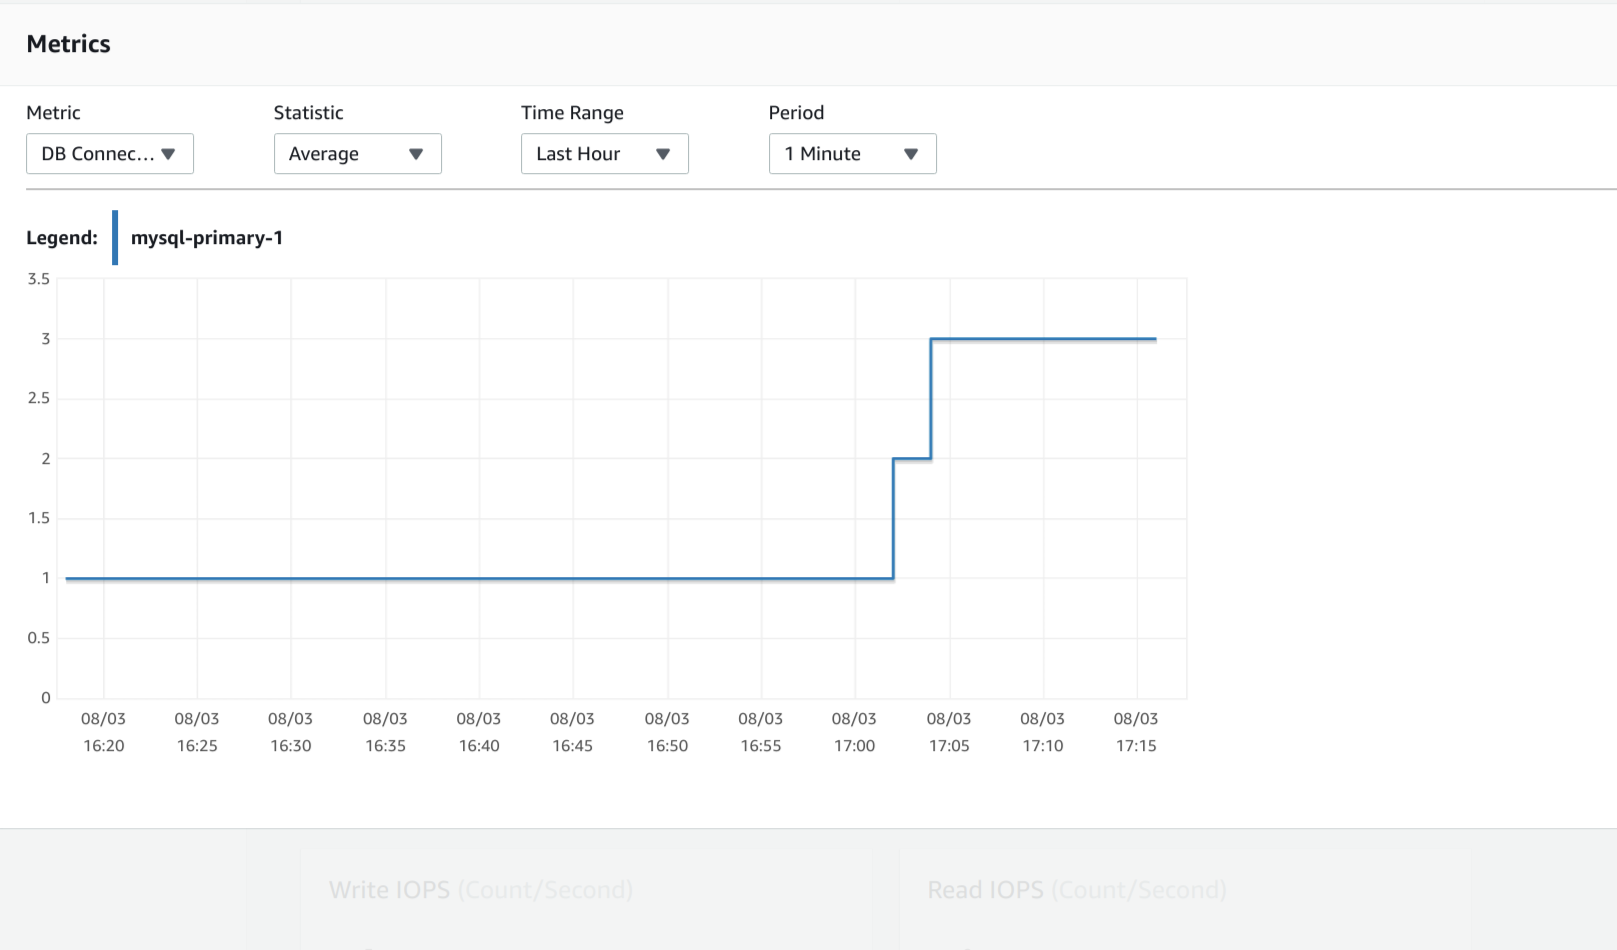 Metrics
Metric Statistic Time Range Period
DB Connec... Average Last Hour 1 Minute
Legend: mysql-primary-1
3.5
3
2.5
2
1.5
1
0.5
0
08/03 08/03 08/03 08/03 08/03 08/03 08/03 08/03 08/03 08/03 08/03 08/03
16:20 16:25 16:30 16:35 16:40 16:45 16:50 16:55 17:00 17:05 17:10 17:15
Write IOPS (Count/Second) Read IOPS (Count/Second)